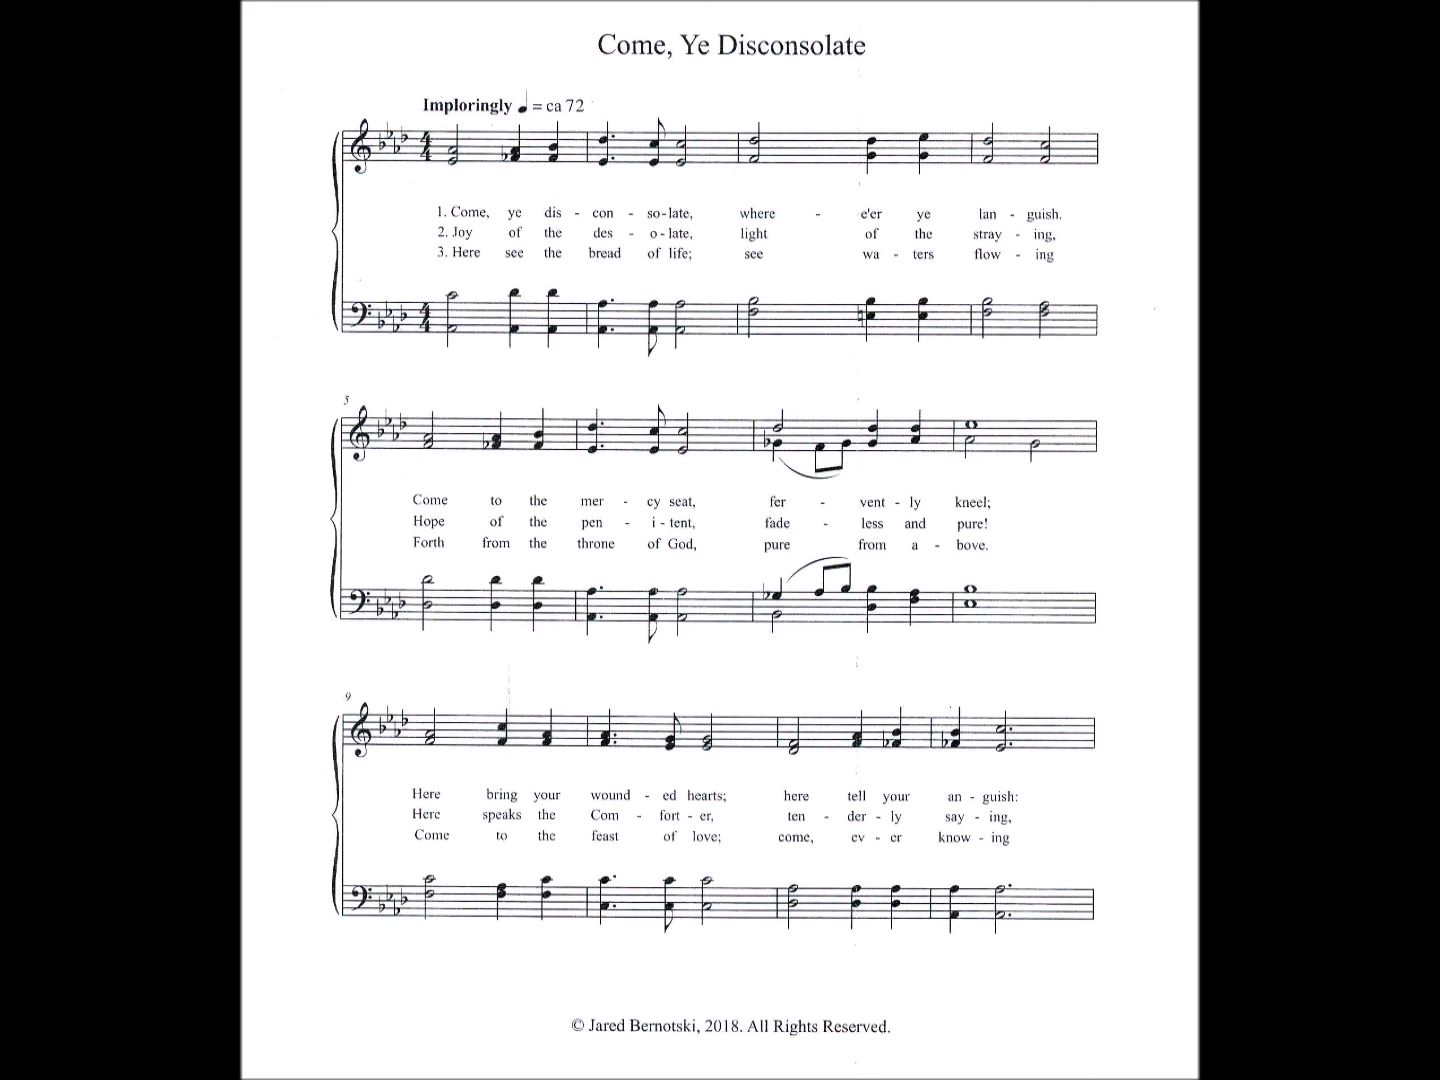 Come, Ye Disconsolate
Imploringly ♩ = ca 72
1. Come, ye dis - con - so - late, where - e'er ye lan - guish.
2. Joy of the des - o - late, light of the stray - ing,
3. Here see the bread of life; see wa - ters flow - ing
5
Come to the mer - cy seat, fer - vent - ly kneel;
Hope of the pen - i - tent, fade - less and pure!
Forth from the throne of God, pure from a - bove.
9
Here bring your wound - ed hearts; here tell your an - guish:
Here speaks the Com - fort - er, ten - der - ly say - ing,
Come to the feast of love; come, ev - er know - ing
© Jared Bernotski, 2018. All Rights Reserved.